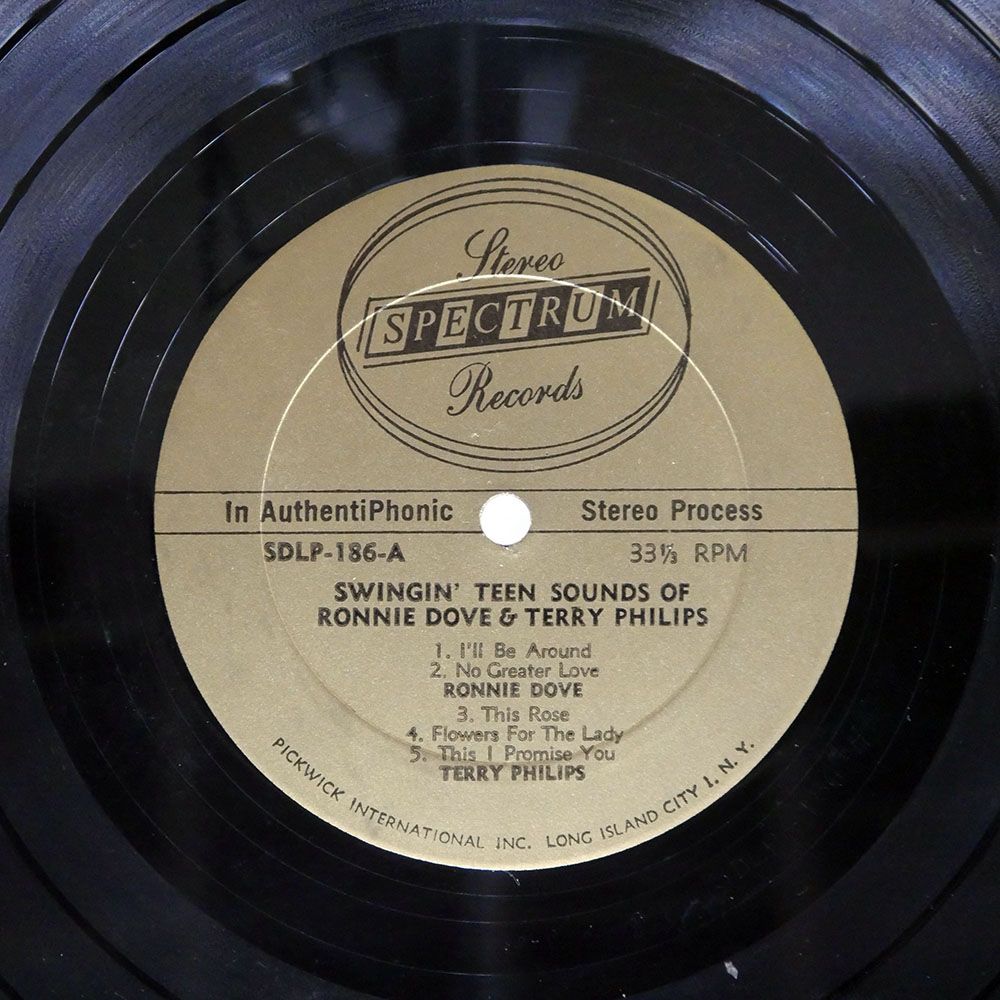 Stereo
SPECTRUM
Records
In AuthentiPhonic Stereo Process
SDLP-186-A 33⅓ RPM
SWINGIN' TEEN SOUNDS OF
RONNIE DOVE & TERRY PHILIPS
1. I'll Be Around
2. No Greater Love
RONNIE DOVE
3. This Rose
4. Flowers For The Lady
5. This I Promise You
TERRY PHILIPS
PICKWICK INTERNATIONAL INC. LONG ISLAND CITY 1. N. Y.